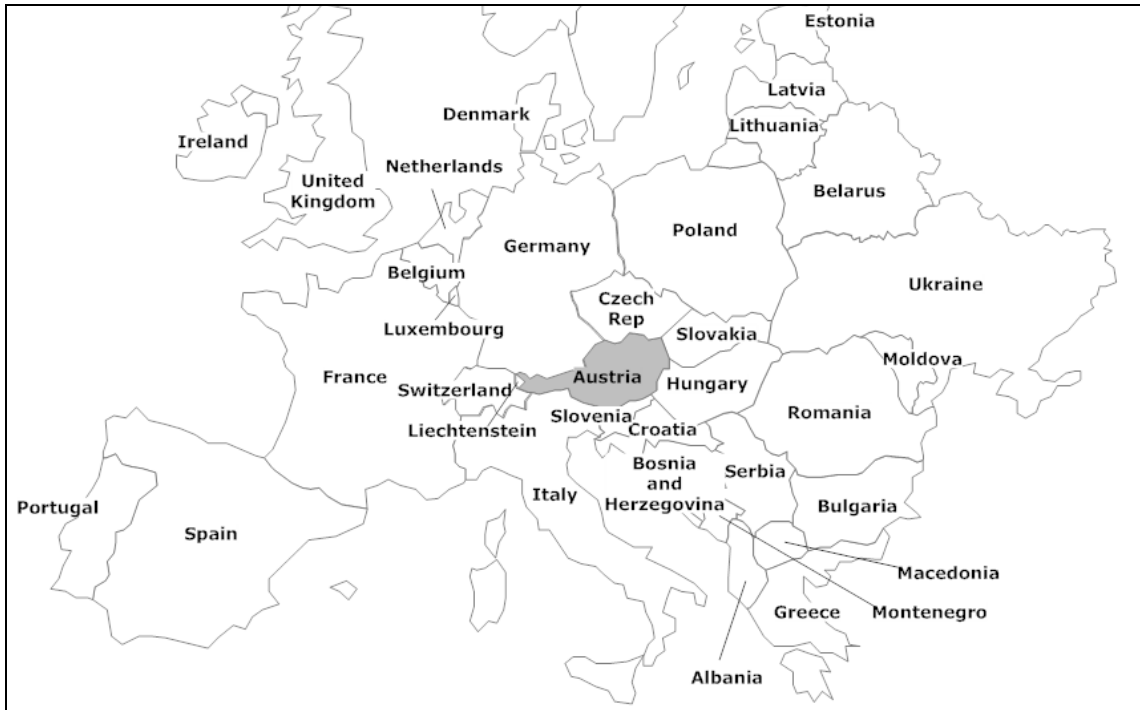 Estonia
Latvia
Denmark
Lithuania
Ireland
Netherlands
United
Kingdom
Belarus
Poland
Germany
Belgium
Ukraine
Czech
Rep
Luxembourg
Slovakia
Moldova
France
Austria
Switzerland
Hungary
Romania
Slovenia
Liechtenstein
Croatia
Bosnia
and
Herzegovina
Serbia
Italy
Portugal
Spain
Bulgaria
Macedonia
Montenegro
Greece
Albania